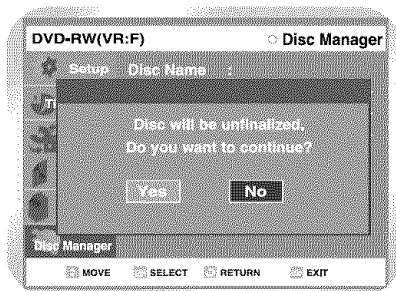 DVD-RW(VR:F) Disc Manager
Setup Disc Name :
Ti
Disc will be unfinalized.
Do you want to continue?
Yes No
Disc Manager
MOVE SELECT RETURN EXIT